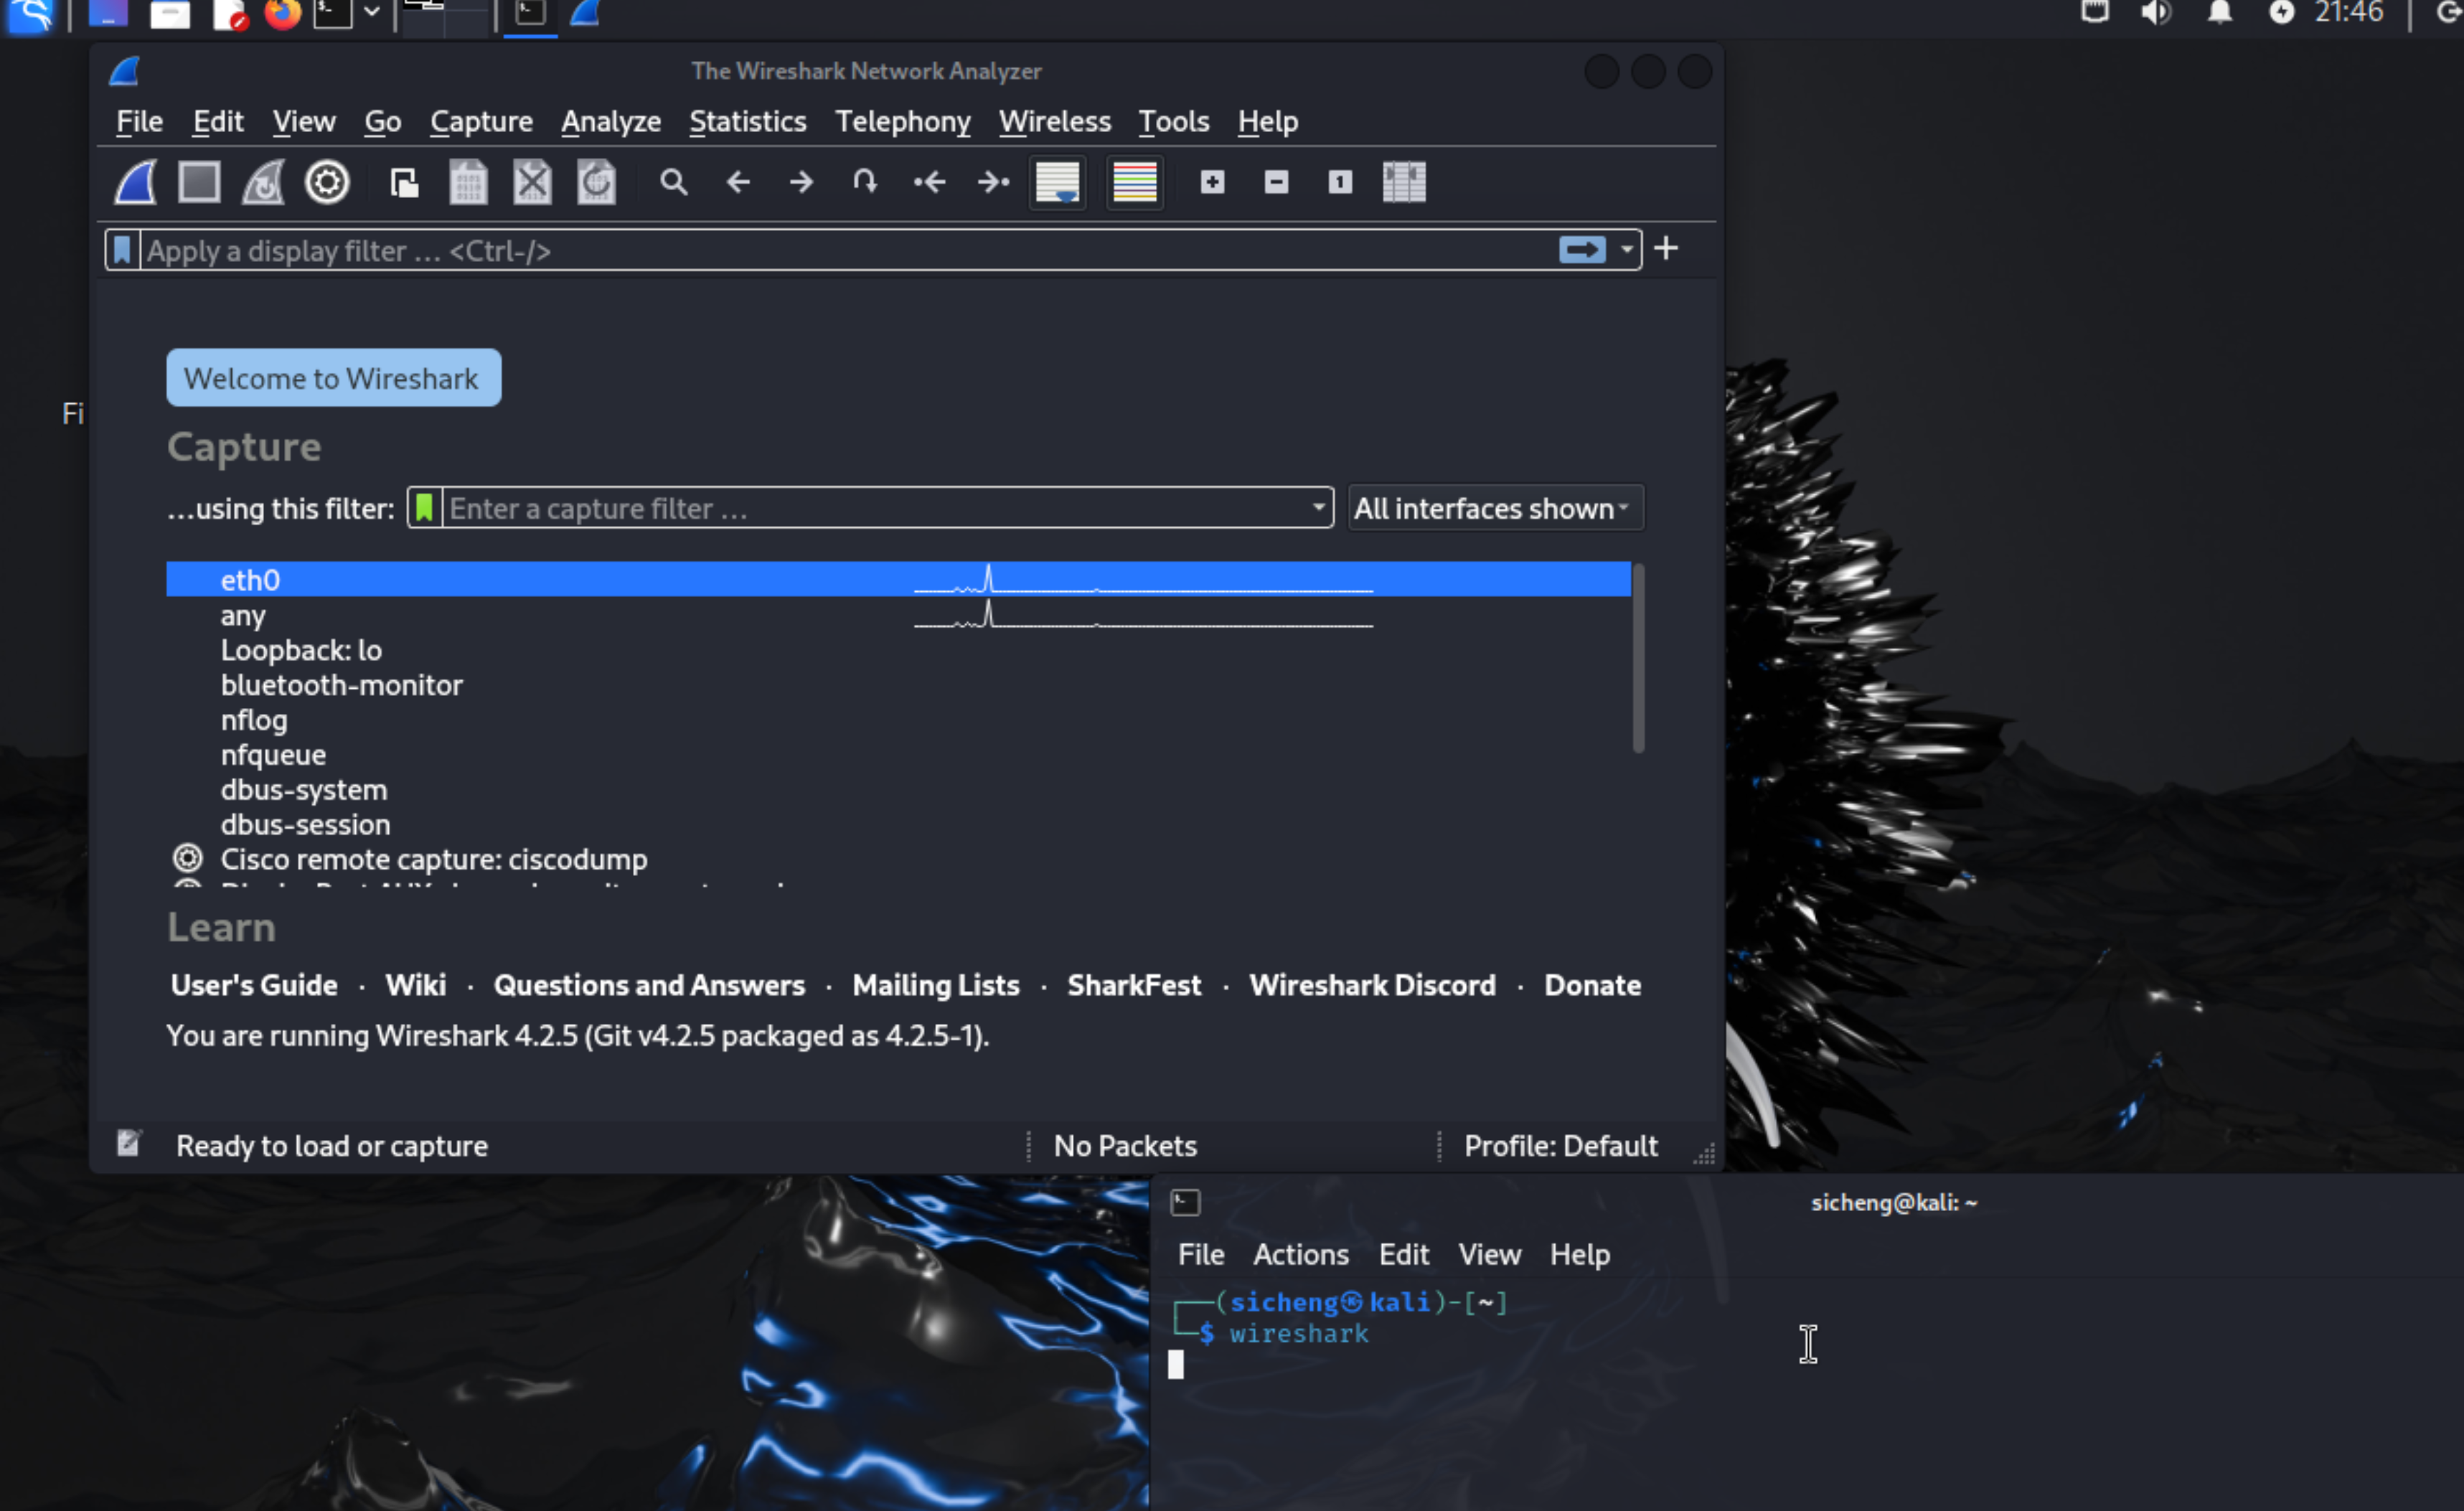 21:46
The Wireshark Network Analyzer
File Edit View Go Capture Analyze Statistics Telephony Wireless Tools Help
Apply a display filter … <Ctrl-/>
Welcome to Wireshark
Fi
Capture
…using this filter: Enter a capture filter … All interfaces shown
eth0
any
Loopback: lo
bluetooth-monitor
nflog
nfqueue
dbus-system
dbus-session
Cisco remote capture: ciscodump
Learn
User's Guide · Wiki · Questions and Answers · Mailing Lists · SharkFest · Wireshark Discord · Donate
You are running Wireshark 4.2.5 (Git v4.2.5 packaged as 4.2.5-1).
Ready to load or capture No Packets Profile: Default
sicheng@kali: ~
File Actions Edit View Help
┌──(sicheng㉿kali)-[~]
└─$ wireshark